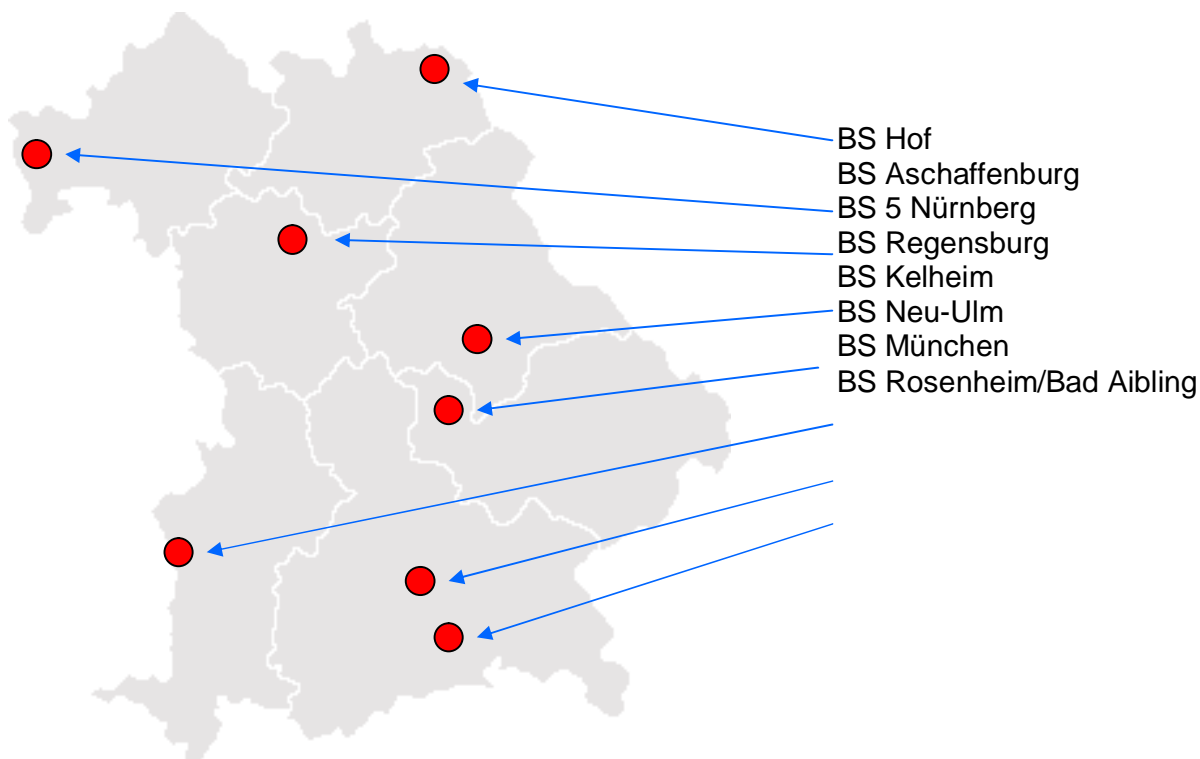 BS Hof
BS Aschaffenburg
BS 5 Nürnberg
BS Regensburg
BS Kelheim
BS Neu-Ulm
BS München
BS Rosenheim/Bad Aibling